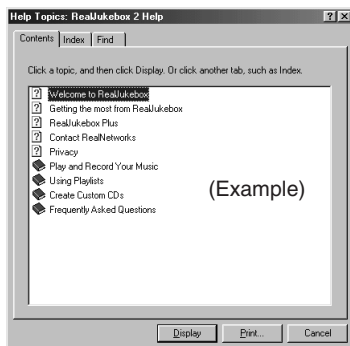 Help Topics: RealJukebox 2 Help
Contents Index Find
Click a topic, and then click Display. Or click another tab, such as Index.
Welcome to RealJukebox
Getting the most from RealJukebox
RealJukebox Plus
Contact RealNetworks
Privacy
Play and Record Your Music
Using Playlists
Create Custom CDs
Frequently Asked Questions
(Example)
Display Print... Cancel